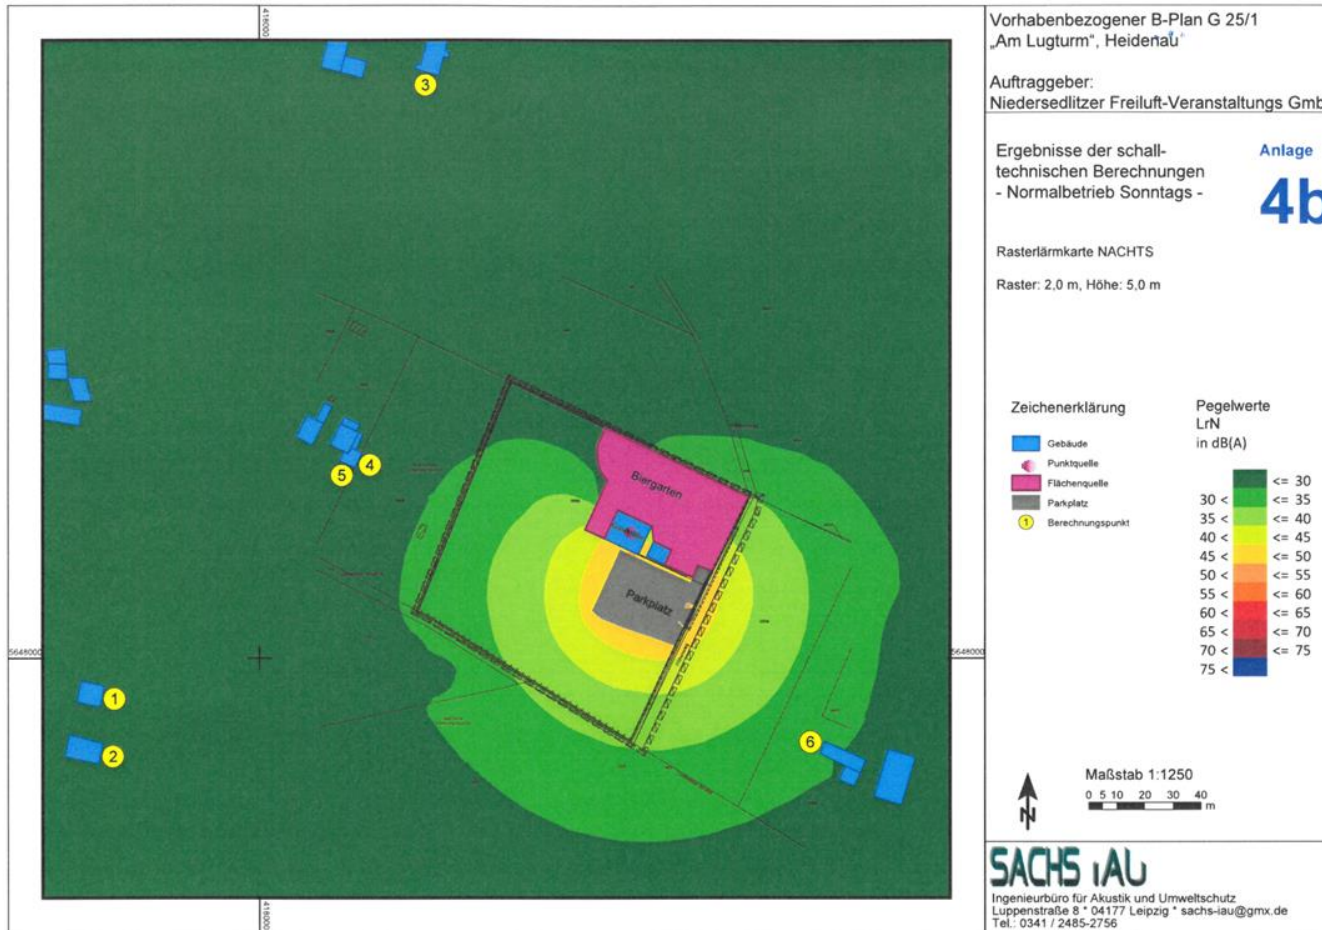 418000
3
5
4
Biergarten
Parkplatz
5648000
5648000
1
2
6
418000
Vorhabenbezogener B-Plan G 25/1
„Am Lugturm“, Heidenau
Auftraggeber:
Niedersedlitzer Freiluft-Veranstaltungs Gmb
Ergebnisse der schall-
technischen Berechnungen
- Normalbetrieb Sonntags -
Anlage
4b
Rasterlärmkarte NACHTS
Raster: 2,0 m, Höhe: 5,0 m
Zeichenerklärung
Gebäude
Punktquelle
Flächenquelle
Parkplatz
1 Berechnungspunkt
Pegelwerte
LrN
in dB(A)
<= 30
30 < <= 35
35 < <= 40
40 < <= 45
45 < <= 50
50 < <= 55
55 < <= 60
60 < <= 65
65 < <= 70
70 < <= 75
75 <
Maßstab 1:1250
0 5 10 20 30 40
m
N
SACHS iAU
Ingenieurbüro für Akustik und Umweltschutz
Luppenstraße 8 * 04177 Leipzig * sachs-iau@gmx.de
Tel.: 0341 / 2485-2756